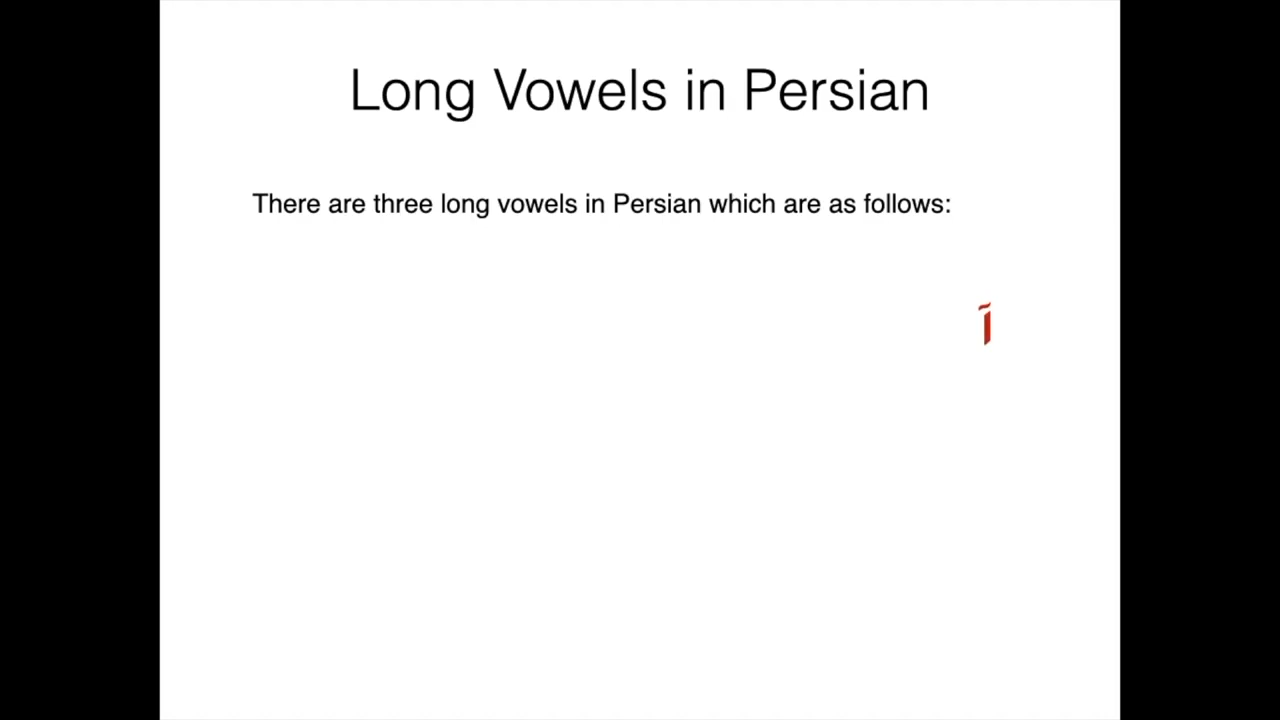 Long Vowels in Persian
There are three long vowels in Persian which are as follows:
آ